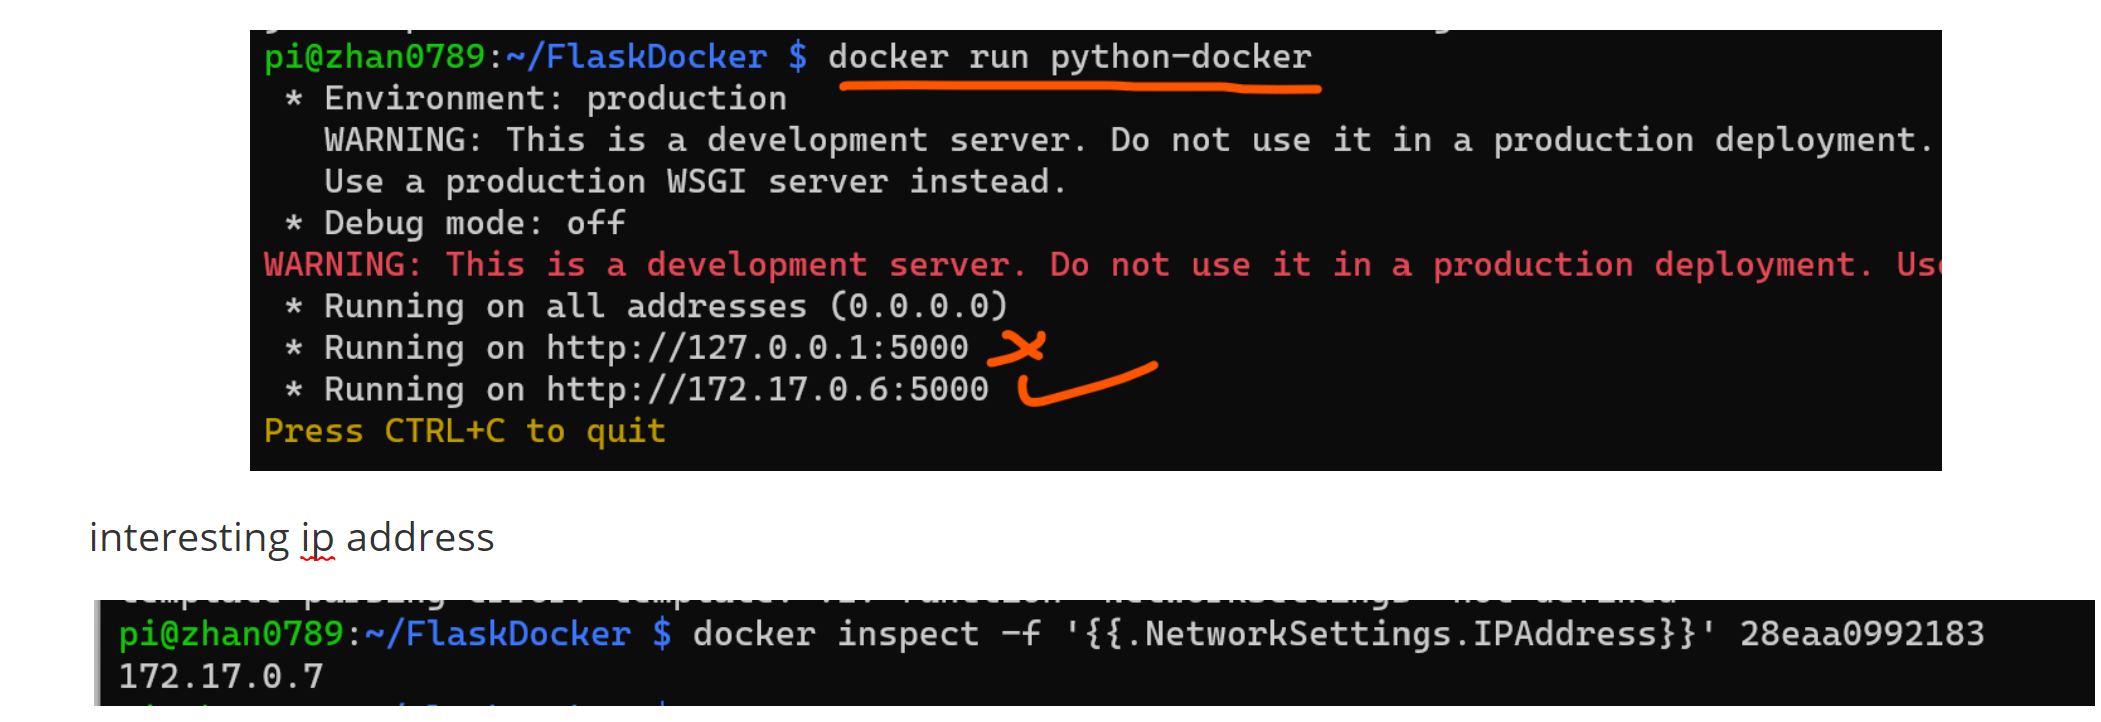 pi@zhan0789:~/FlaskDocker $ docker run python-docker
 * Environment: production
   WARNING: This is a development server. Do not use it in a production deployment.
   Use a production WSGI server instead.
 * Debug mode: off
WARNING: This is a development server. Do not use it in a production deployment.
 * Running on all addresses (0.0.0.0)
 * Running on http://127.0.0.1:5000
 * Running on http://172.17.0.6:5000
Press CTRL+C to quit
interesting ip address
pi@zhan0789:~/FlaskDocker $ docker inspect -f '{{.NetworkSettings.IPAddress}}' 28eaa0992183
172.17.0.7